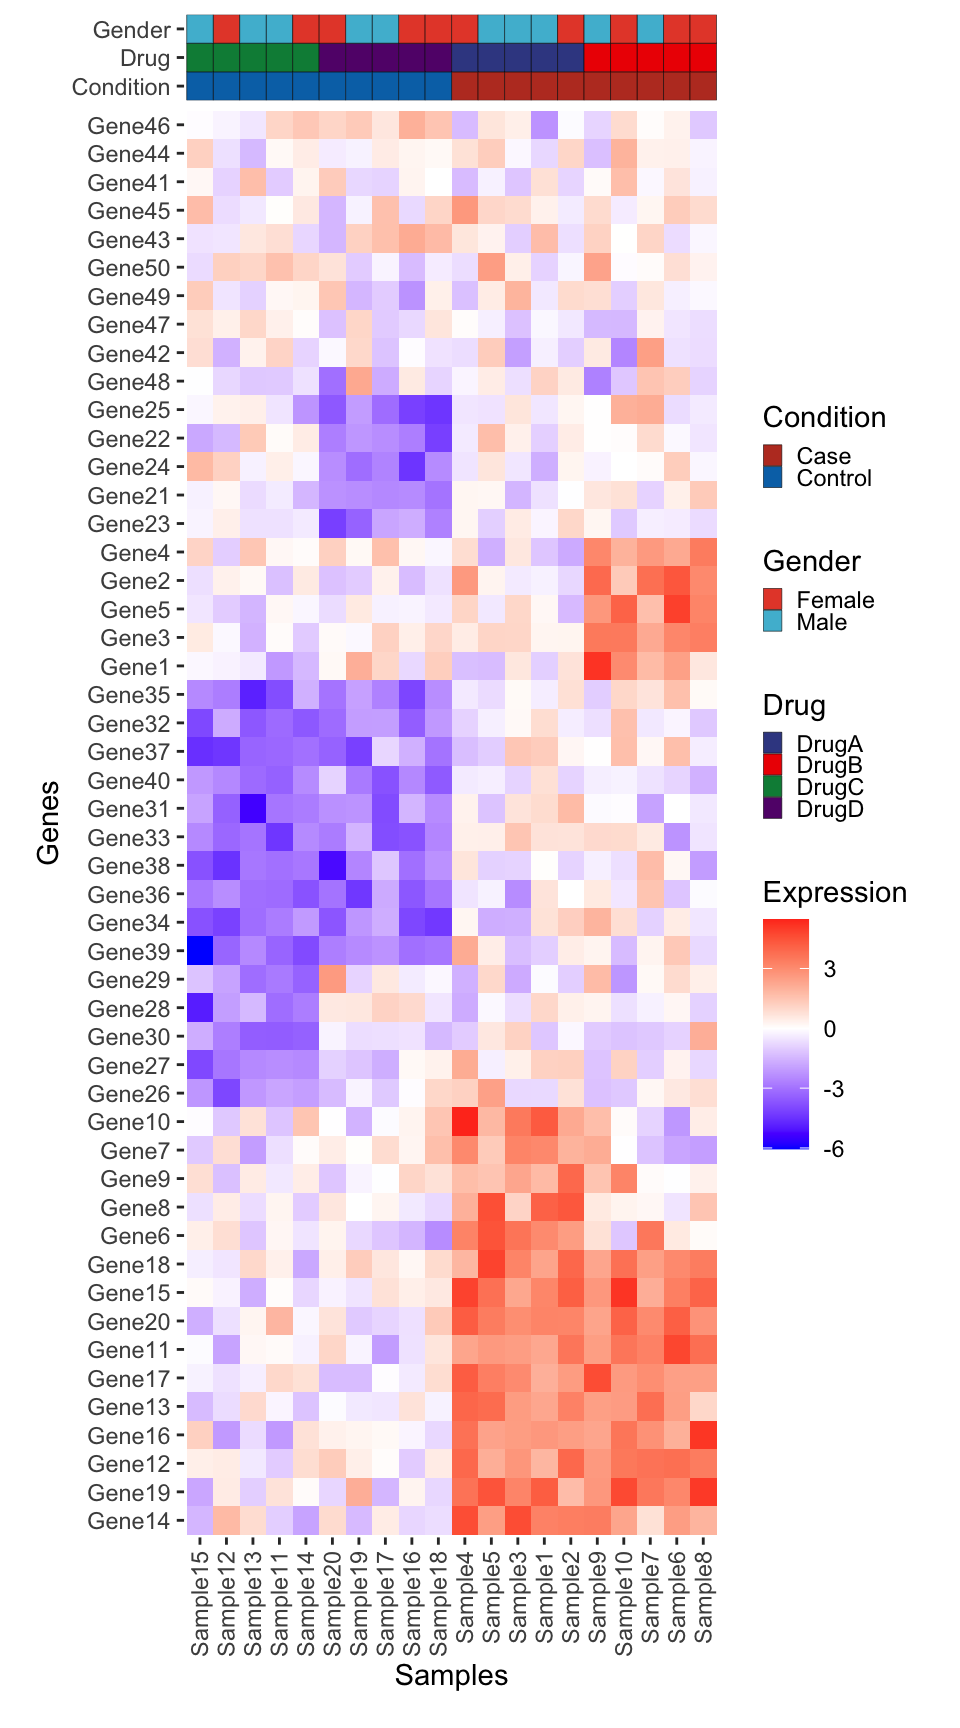 Gender
Drug
Condition
Gene46
Gene44
Gene41
Gene45
Gene43
Gene50
Gene49
Gene47
Gene42
Gene48
Gene25
Gene22
Gene24
Gene21
Gene23
Gene4
Gene2
Gene5
Gene3
Gene1
Gene35
Gene32
Gene37
Gene40
Gene31
Gene33
Gene38
Gene36
Gene34
Gene39
Gene29
Gene28
Gene30
Gene27
Gene26
Gene10
Gene7
Gene9
Gene8
Gene6
Gene18
Gene15
Gene20
Gene11
Gene17
Gene13
Gene16
Gene12
Gene19
Gene14
Genes
Sample15
Sample12
Sample13
Sample11
Sample14
Sample20
Sample19
Sample17
Sample16
Sample18
Sample4
Sample5
Sample3
Sample1
Sample2
Sample9
Sample10
Sample7
Sample6
Sample8
Samples
Condition
Case
Control
Gender
Female
Male
Drug
DrugA
DrugB
DrugC
DrugD
Expression
3
0
-3
-6